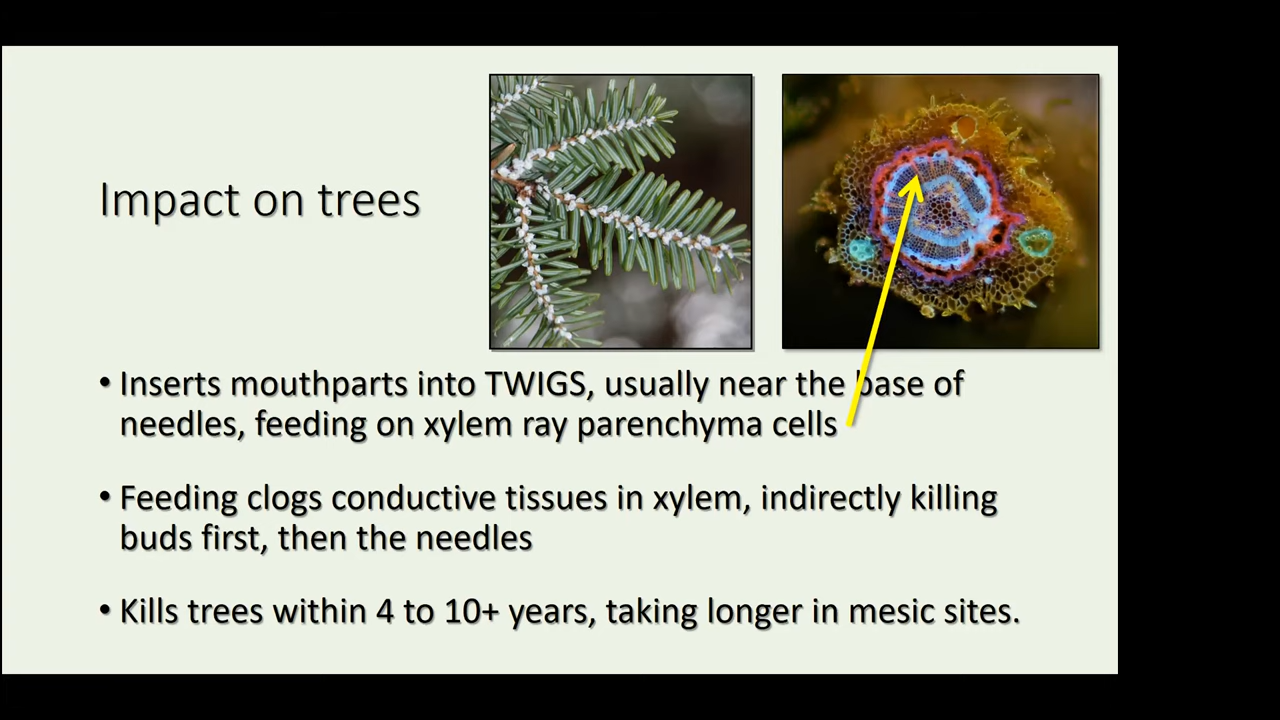 Impact on trees
• Inserts mouthparts into TWIGS, usually near the base of
needles, feeding on xylem ray parenchyma cells
• Feeding clogs conductive tissues in xylem, indirectly killing
buds first, then the needles
• Kills trees within 4 to 10+ years, taking longer in mesic sites.